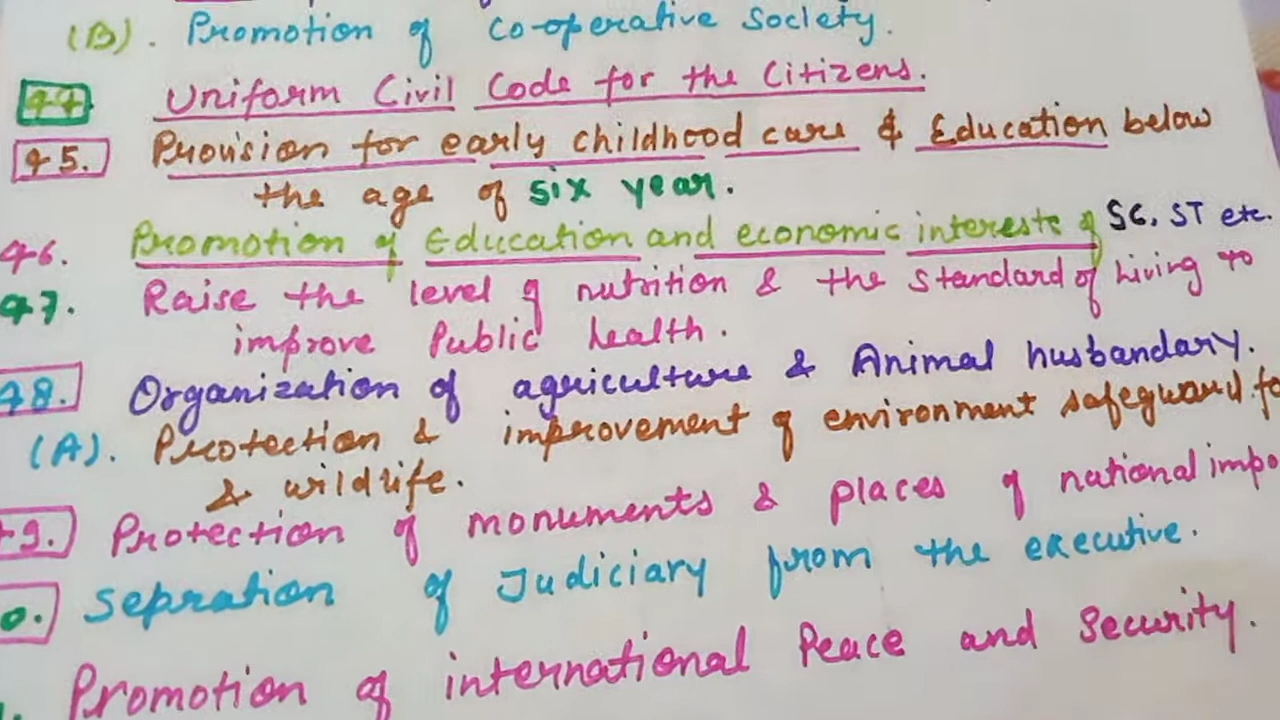 (B). Promotion of Co-operative Society.
44 Uniform Civil Code for the Citizens.
45. Provision for early childhood care & Education below
the age of six year.
46. Promotion of Education and economic interests of SC, ST etc.
47. Raise the level of nutrition & the standard of Living to
improve Public health.
48. Organization of agriculture & Animal husbandary.
(A). Protection & improvement of environment safeguard fo
& wildlife.
9. Protection of monuments & places of national impo
0. Sepration of Judiciary from the executive.
. Promotion of international Peace and Security.